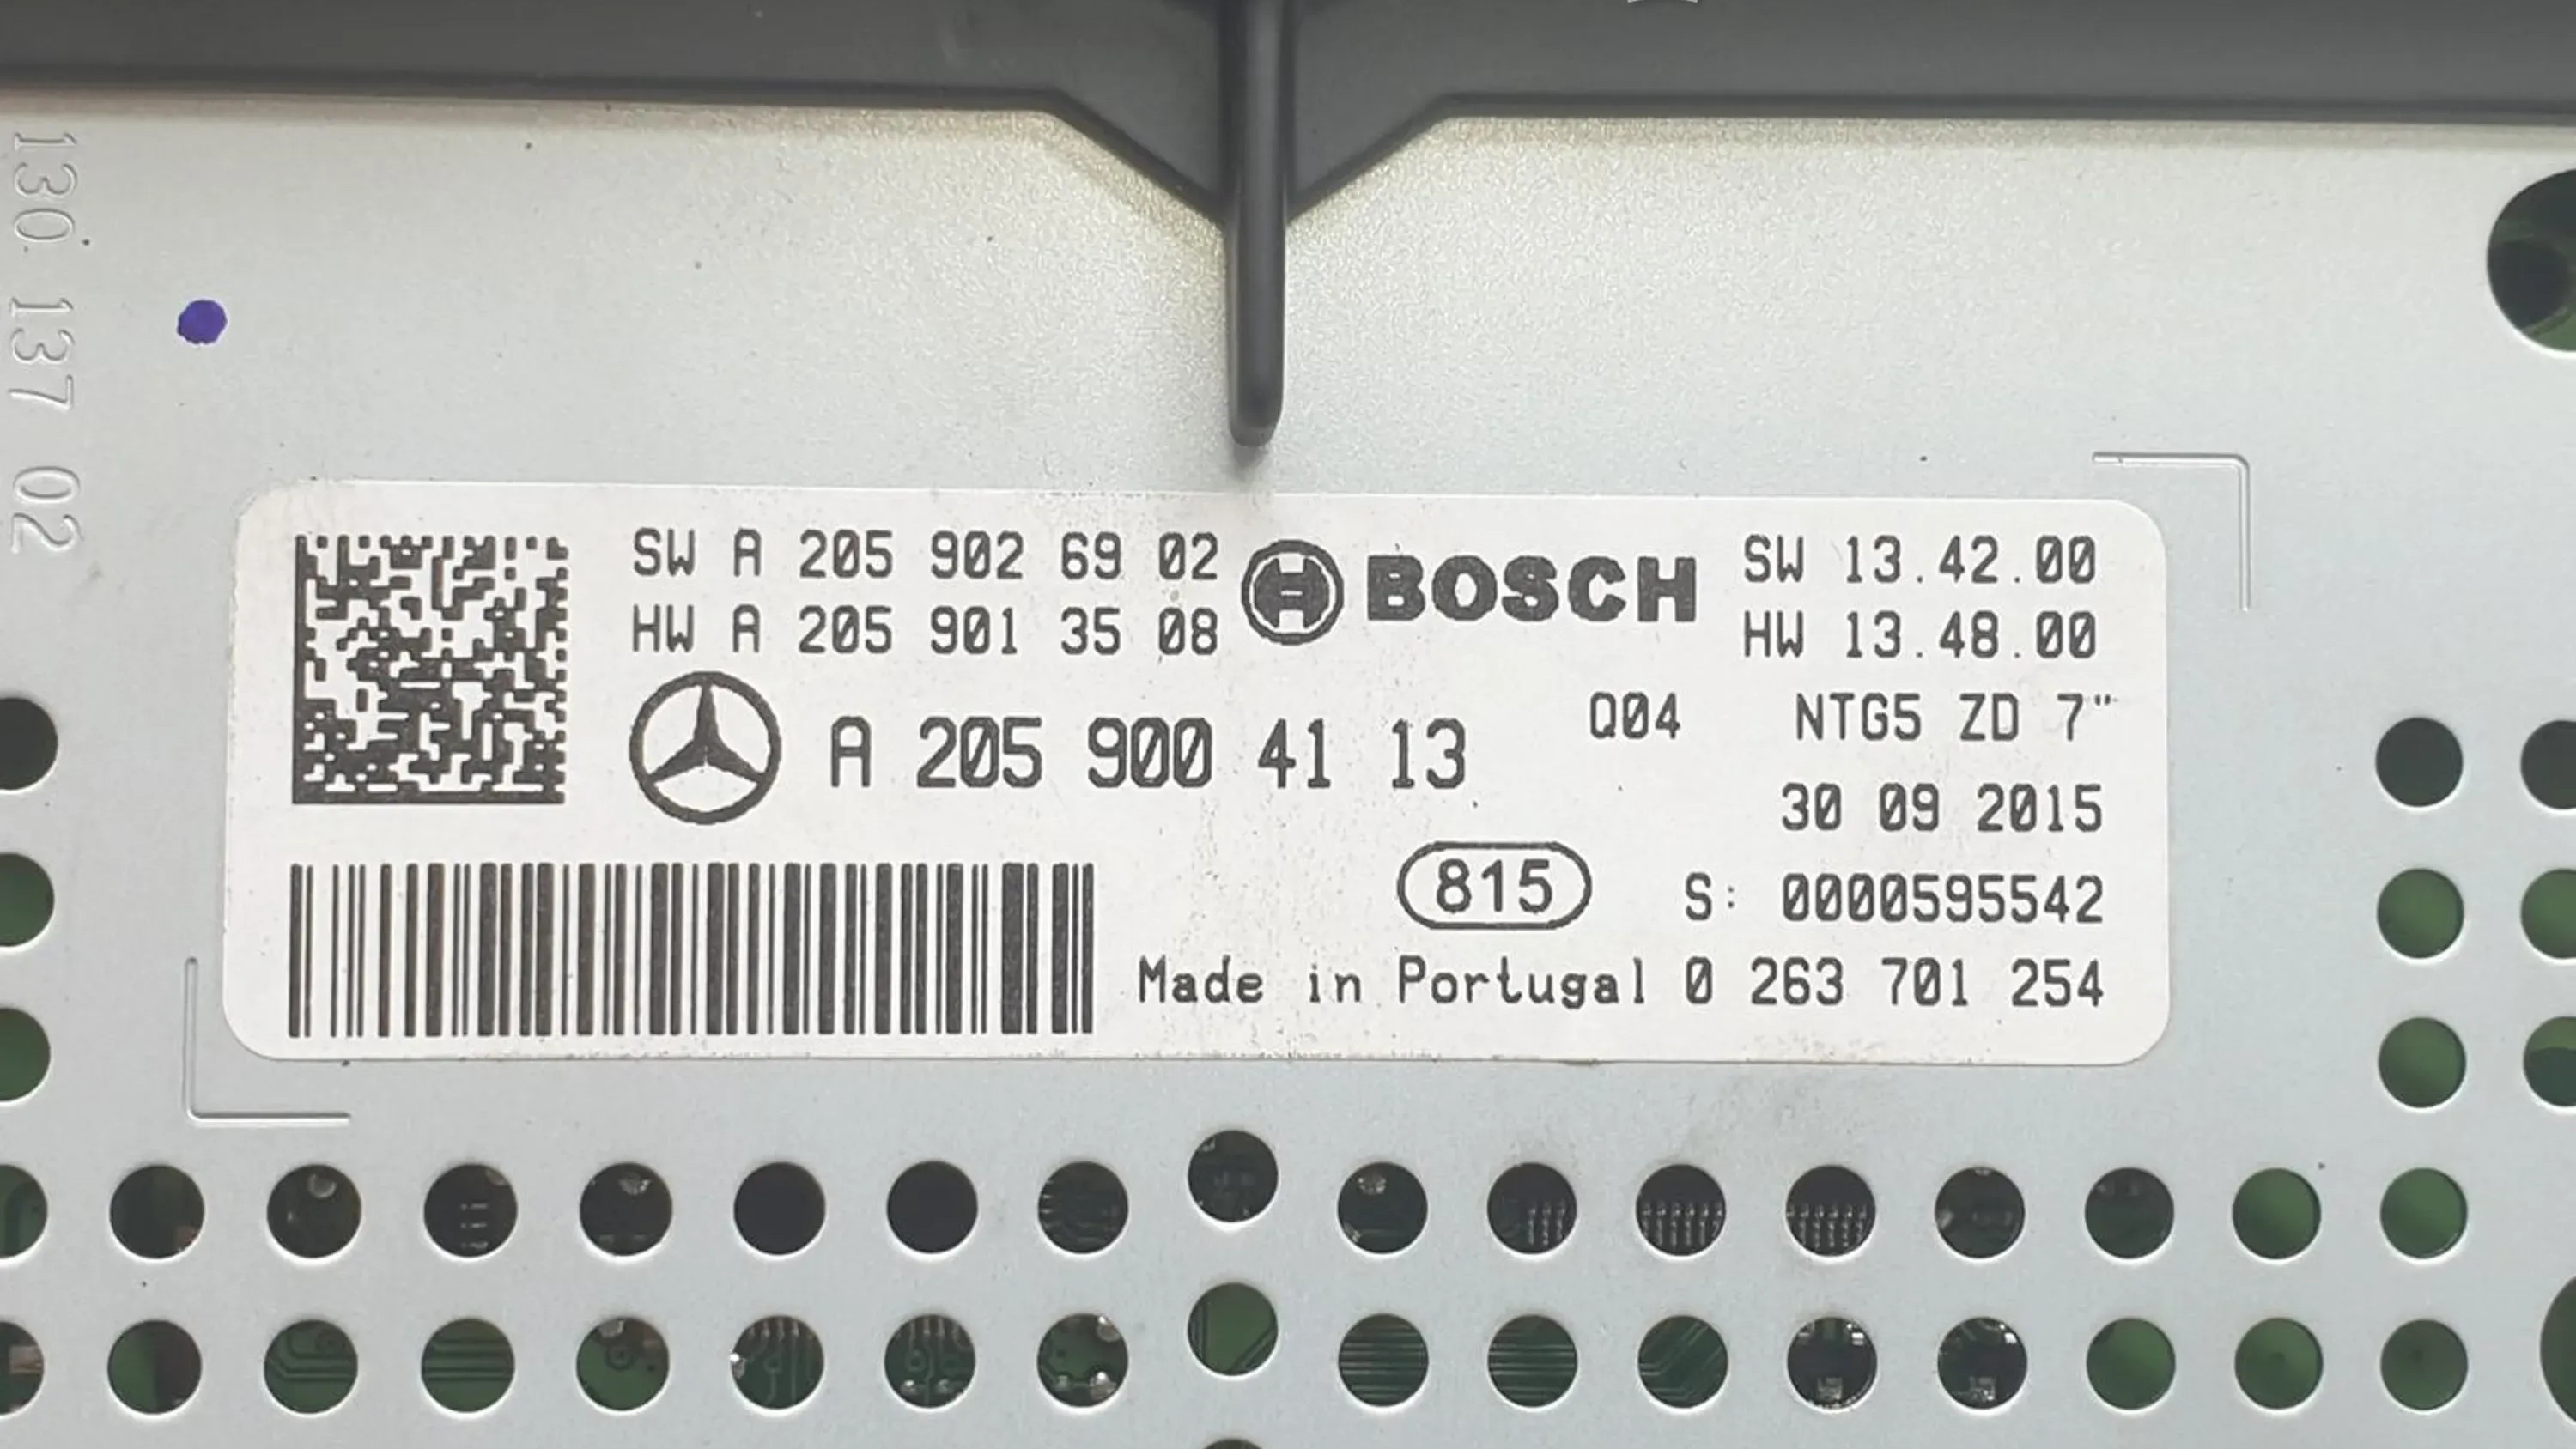 130 137 02
SW A 205 902 69 02
HW A 205 901 35 08
BOSCH
SW 13.42.00
HW 13.48.00
A 205 900 41 13
Q04 NTG5 ZD 7"
30 09 2015
815
S: 0000595542
Made in Portugal 0 263 701 254